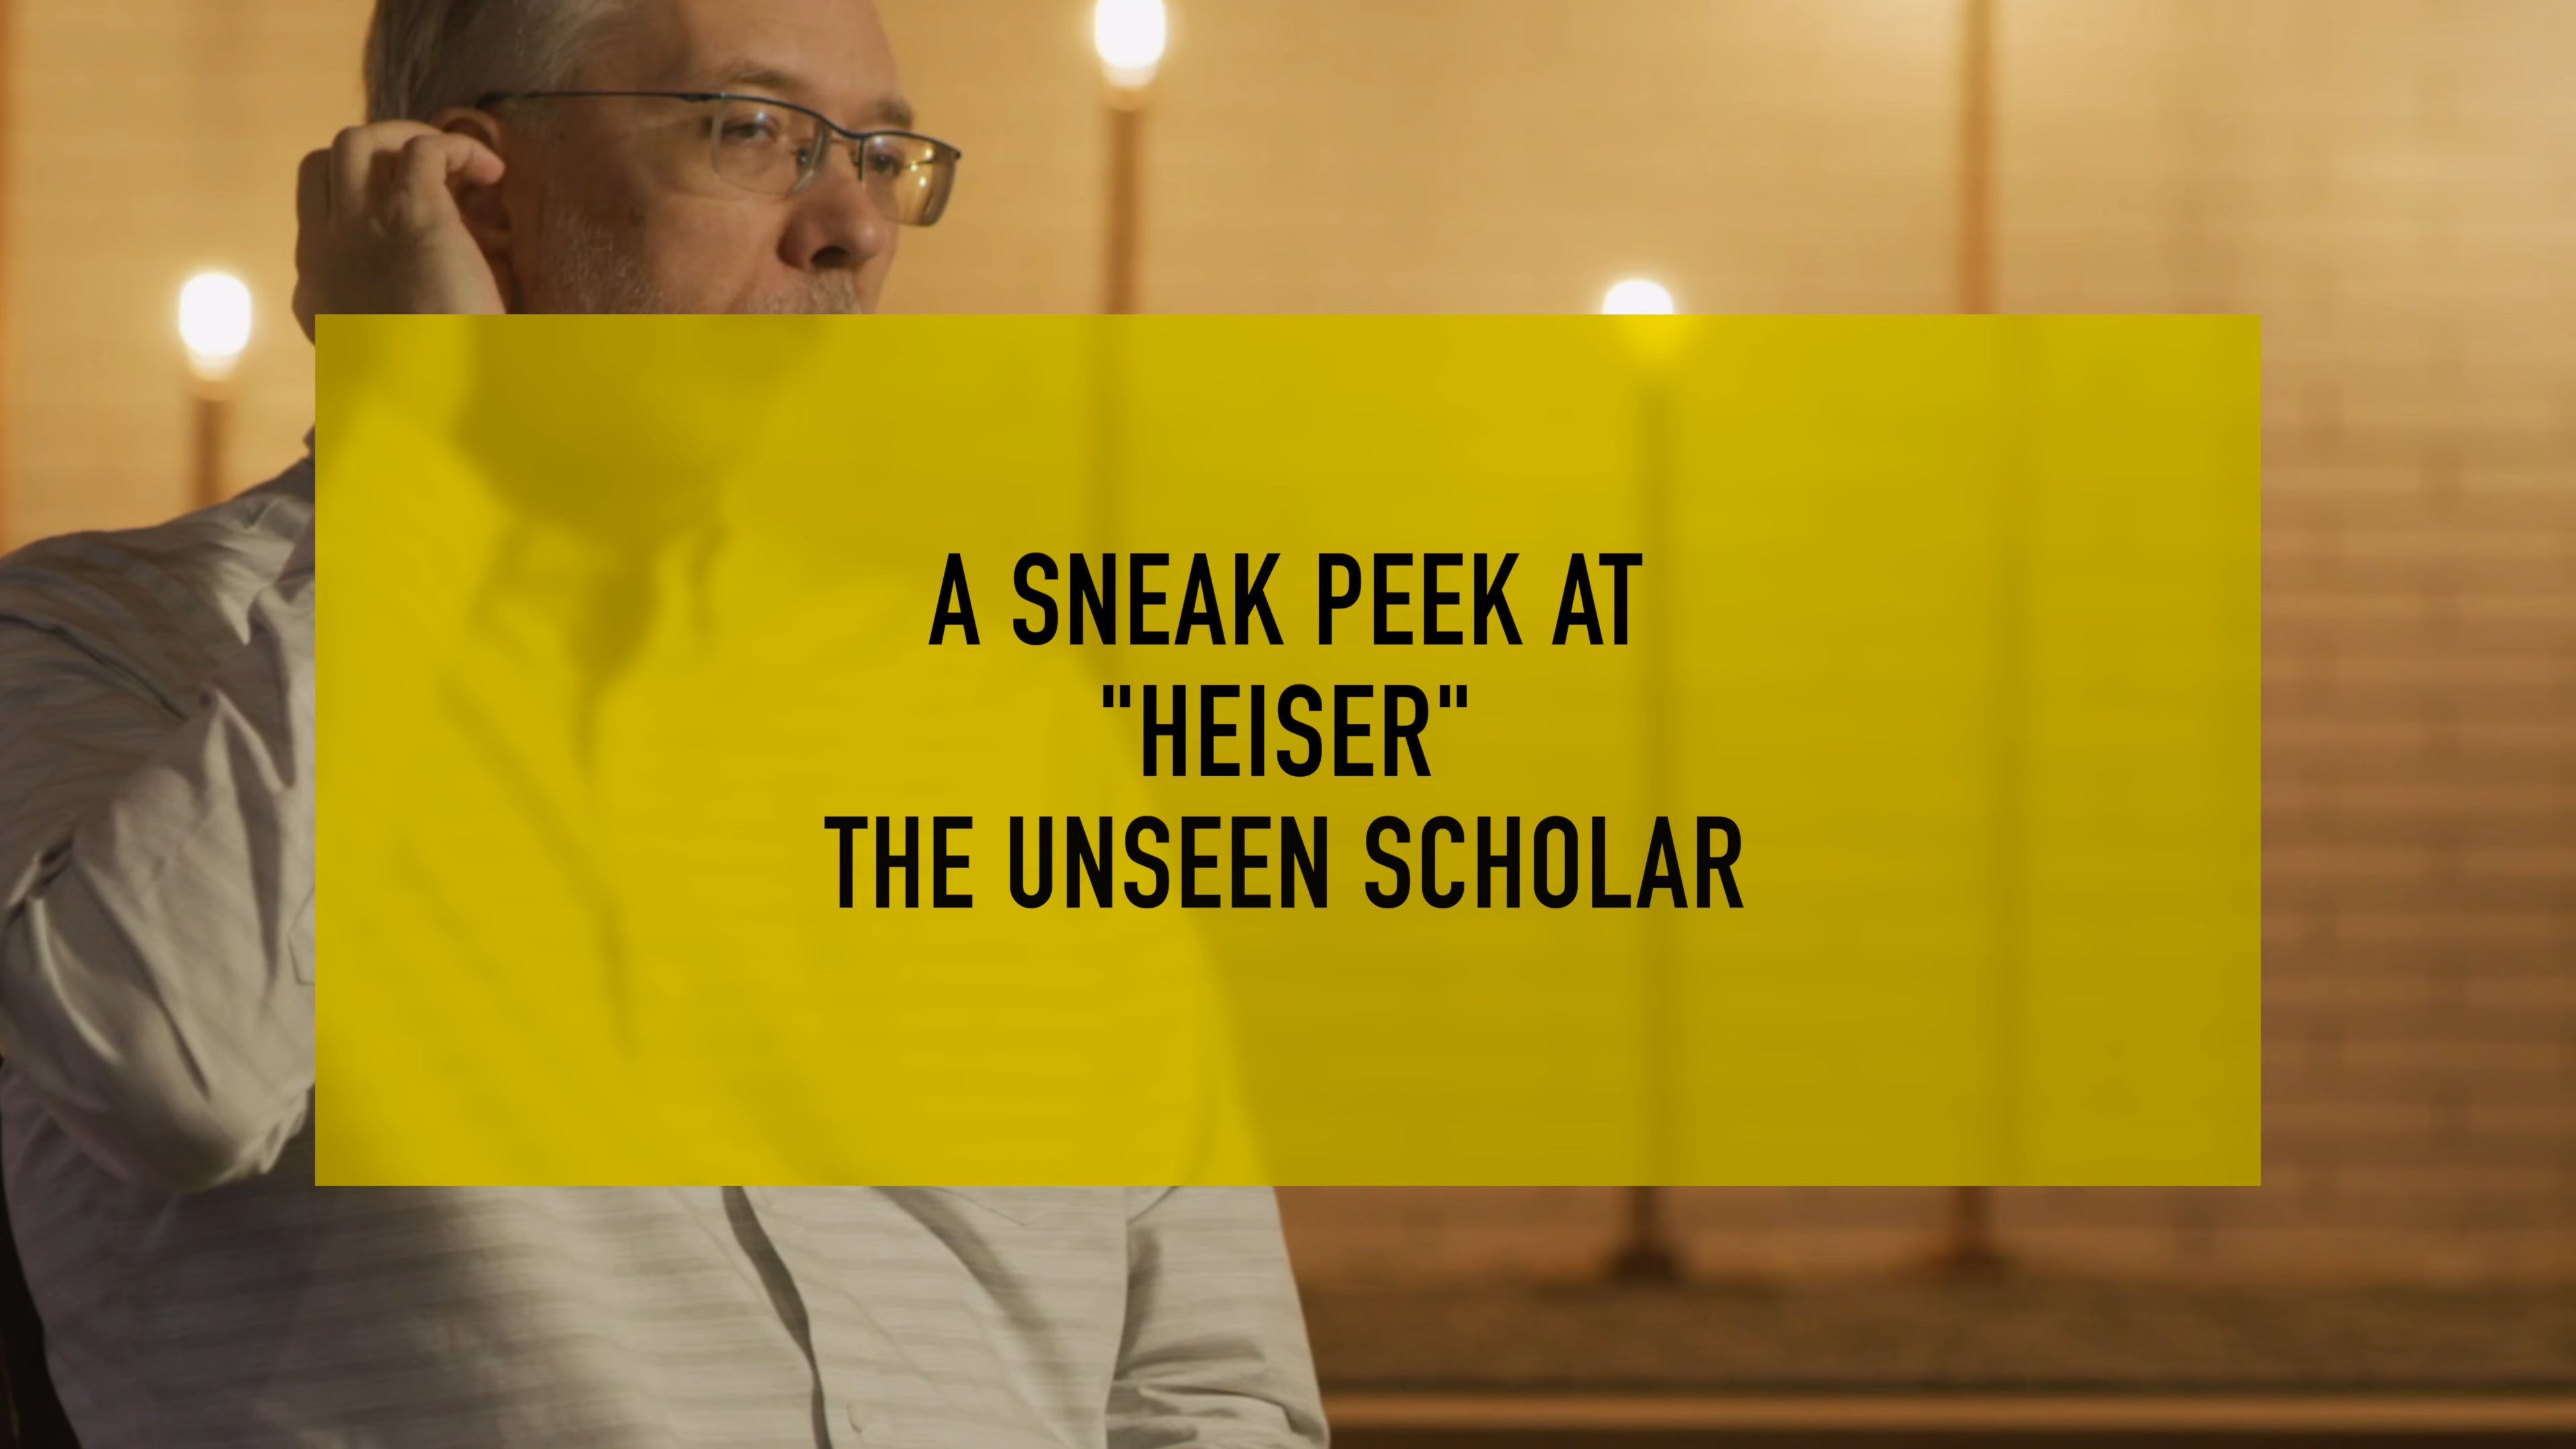 A SNEAK PEEK AT
"HEISER"
THE UNSEEN SCHOLAR